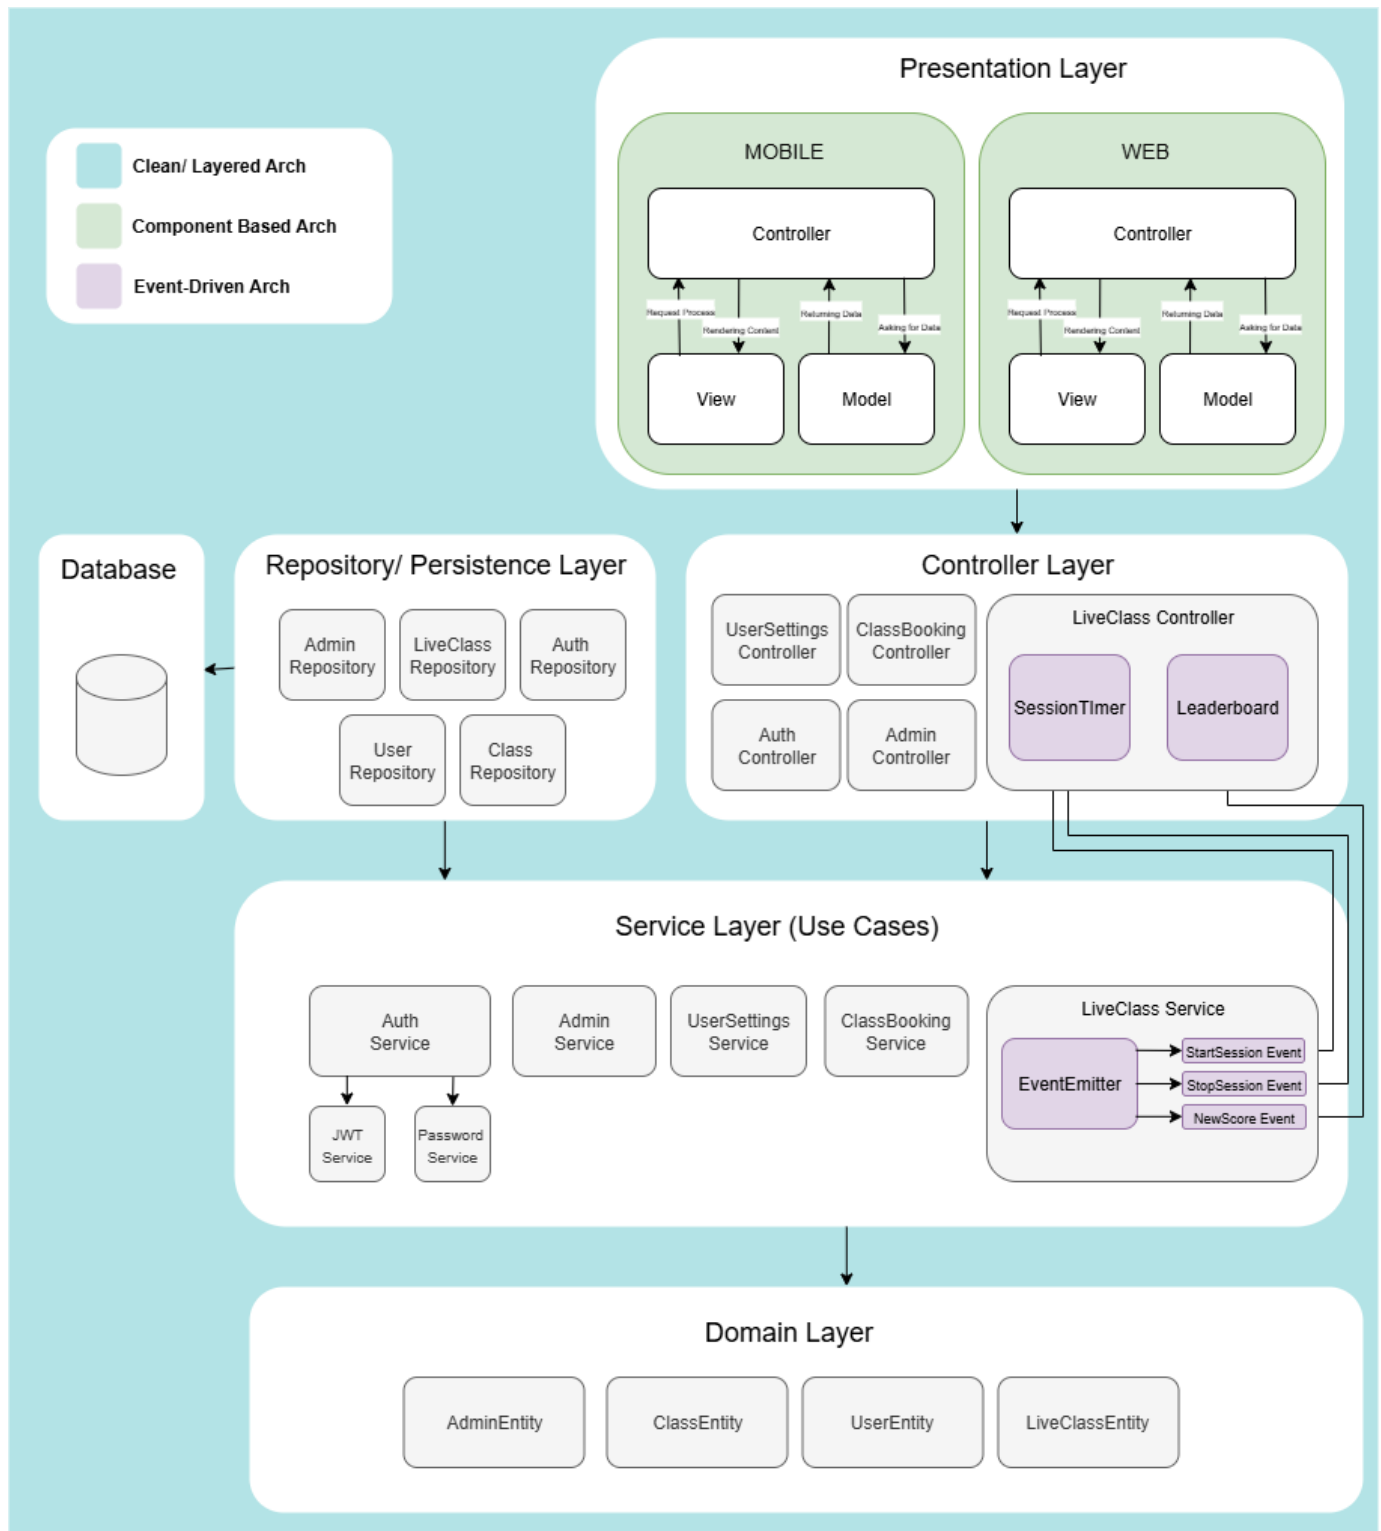 Presentation Layer
Clean/ Layered Arch
Component Based Arch
Event-Driven Arch
MOBILE
Controller
Request Process
Rendering Content
Returning Data
Asking for Data
View
Model
WEB
Controller
Request Process
Rendering Content
Returning Data
Asking for Data
View
Model
Database
Repository/ Persistence Layer
Admin
Repository
LiveClass
Repository
Auth
Repository
User
Repository
Class
Repository
Controller Layer
UserSettings
Controller
ClassBooking
Controller
Auth
Controller
Admin
Controller
LiveClass Controller
SessionTImer
Leaderboard
Service Layer (Use Cases)
Auth
Service
JWT
Service
Password
Service
Admin
Service
UserSettings
Service
ClassBooking
Service
LiveClass Service
EventEmitter
StartSession Event
StopSession Event
NewScore Event
Domain Layer
AdminEntity
ClassEntity
UserEntity
LiveClassEntity